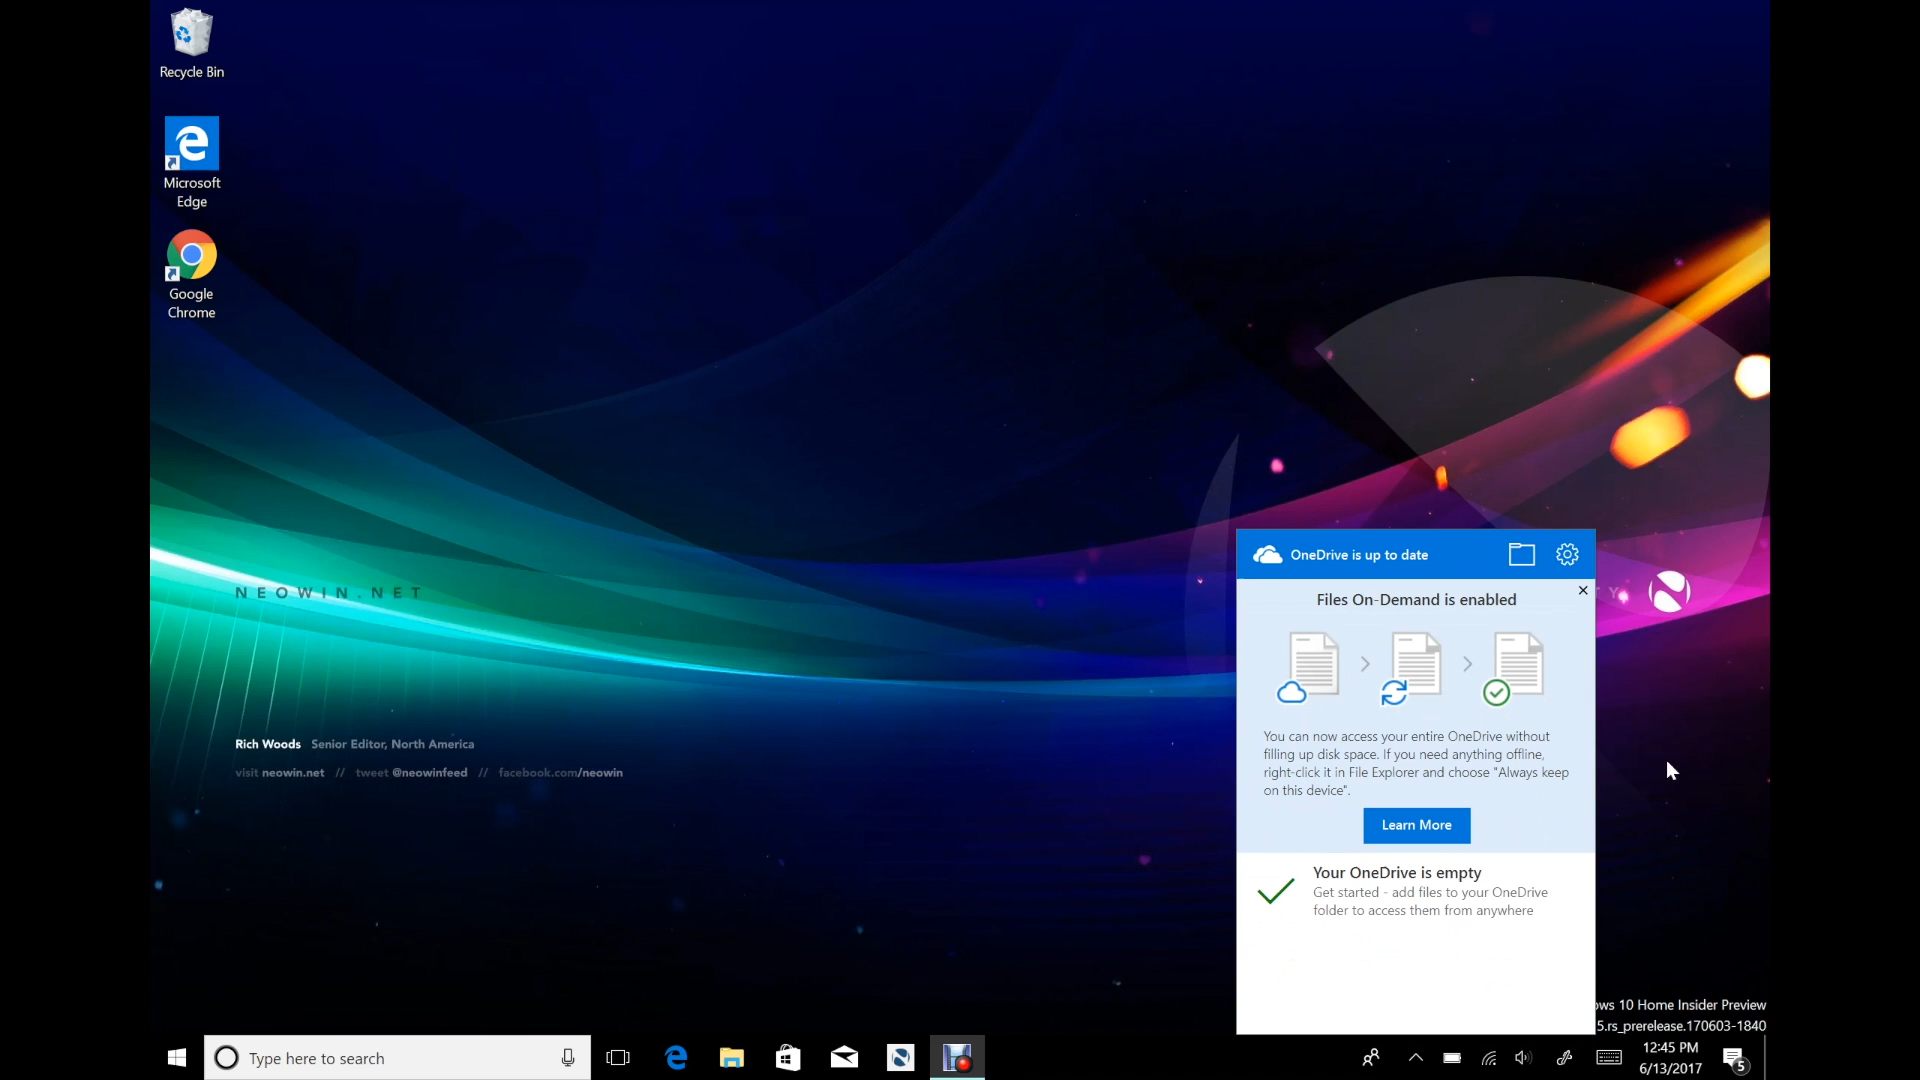 Recycle Bin
Microsoft
Edge
Google
Chrome
NEOWIN.NET
Rich Woods Senior Editor, North America
visit neowin.net // tweet @neowinfeed // facebook.com/neowin
OneDrive is up to date
Files On-Demand is enabled
You can now access your entire OneDrive without
filling up disk space. If you need anything offline,
right-click it in File Explorer and choose "Always keep
on this device".
Learn More
Your OneDrive is empty
Get started - add files to your OneDrive
folder to access them from anywhere
10 Home Insider Preview
5.rs_prerelease.170603-1840
Type here to search
12:45 PM
6/13/2017
5